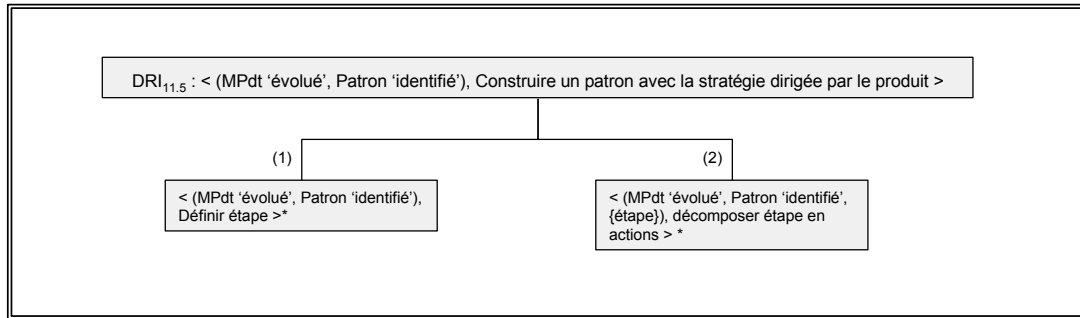 DRI11.5 : < (MPdt ‘évolué’, Patron ‘identifié’), Construire un patron avec la stratégie dirigée par le produit >
(1)
(2)
< (MPdt ‘évolué’, Patron ‘identifié’),
Définir étape >*
< (MPdt ‘évolué’, Patron ‘identifié’,
{étape}), décomposer étape en
actions > *